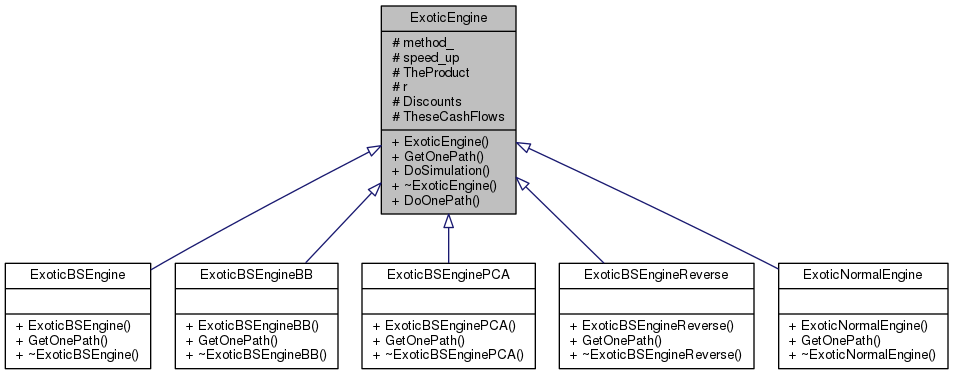 ExoticEngine
# method_
# speed_up
# TheProduct
# r
# Discounts
# TheseCashFlows
+ ExoticEngine()
+ GetOnePath()
+ DoSimulation()
+ ~ExoticEngine()
+ DoOnePath()
ExoticBSEngine
+ ExoticBSEngine()
+ GetOnePath()
+ ~ExoticBSEngine()
ExoticBSEngineBB
+ ExoticBSEngineBB()
+ GetOnePath()
+ ~ExoticBSEngineBB()
ExoticBSEnginePCA
+ ExoticBSEnginePCA()
+ GetOnePath()
+ ~ExoticBSEnginePCA()
ExoticBSEngineReverse
+ ExoticBSEngineReverse()
+ GetOnePath()
+ ~ExoticBSEngineReverse()
ExoticNormalEngine
+ ExoticNormalEngine()
+ GetOnePath()
+ ~ExoticNormalEngine()